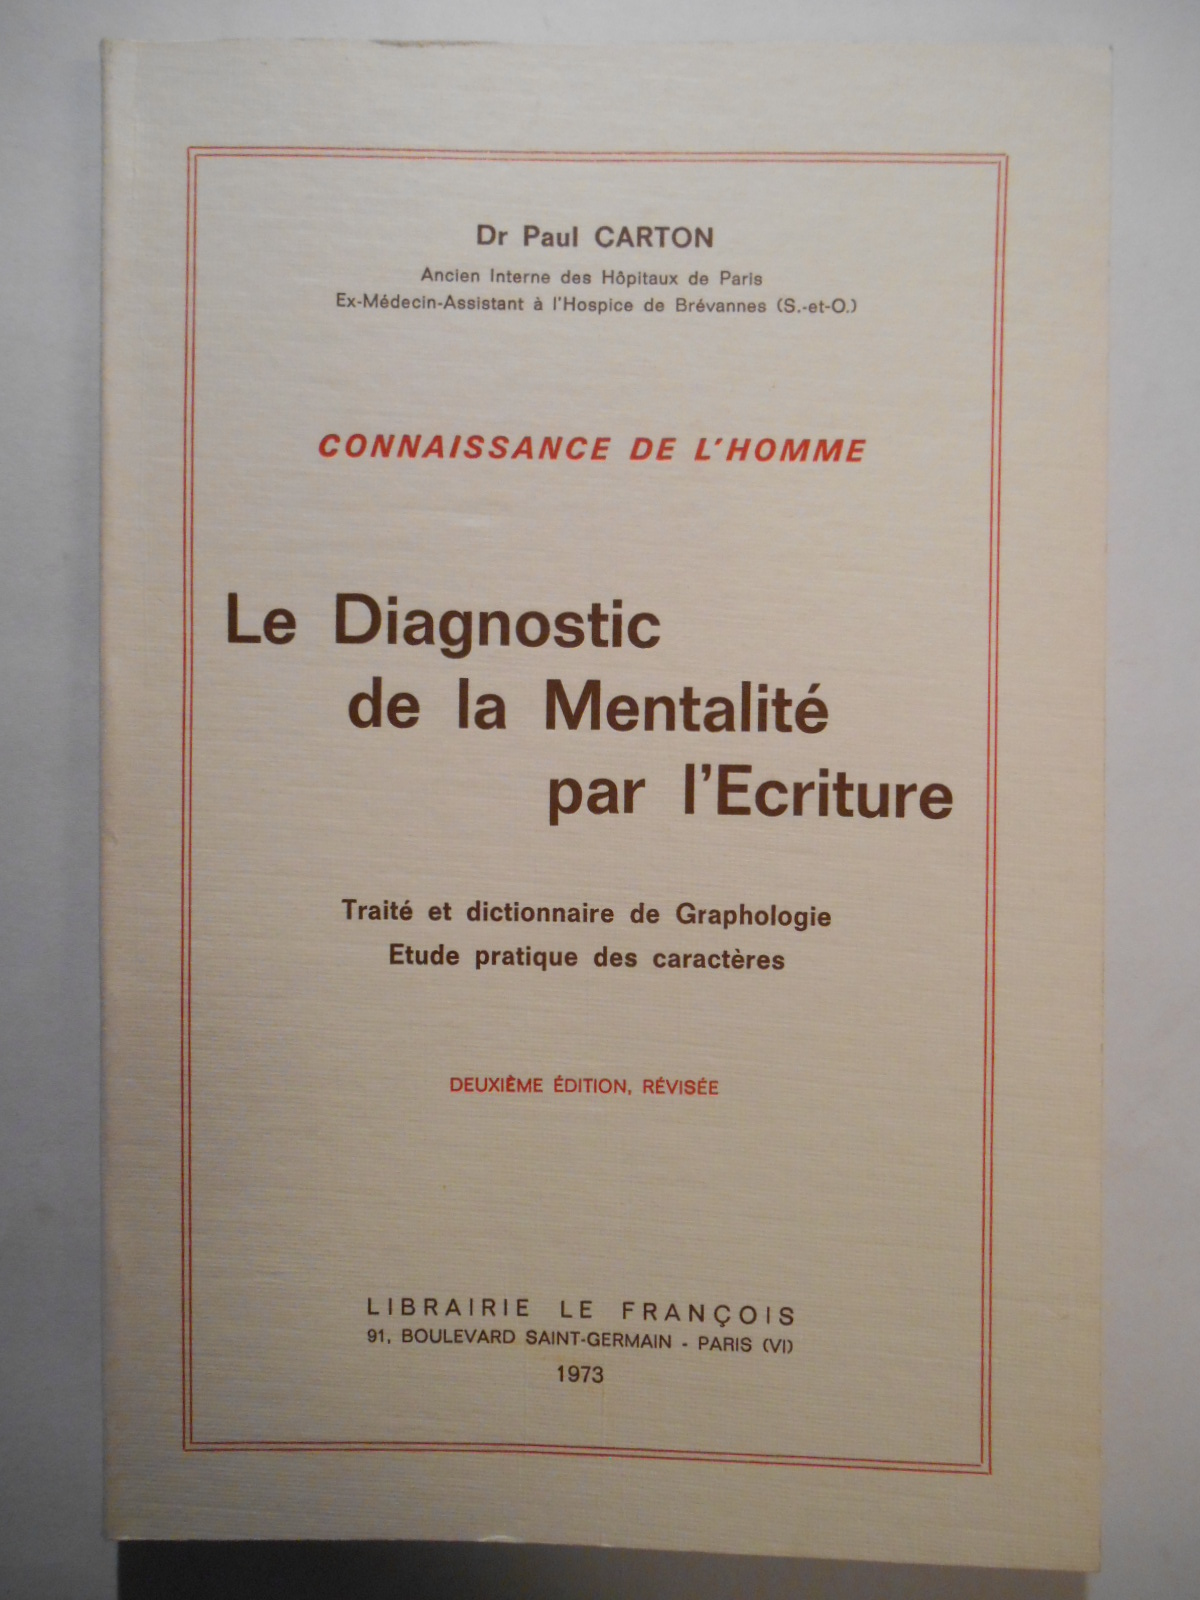 Dr Paul CARTON
Ancien Interne des Hôpitaux de Paris
Ex-Médecin-Assistant à l'Hospice de Brévannes (S.-et-O.)
CONNAISSANCE DE L'HOMME
Le Diagnostic
de la Mentalité
par l'Ecriture
Traité et dictionnaire de Graphologie
Etude pratique des caractères
DEUXIÈME ÉDITION, RÉVISÉE
LIBRAIRIE LE FRANÇOIS
91, BOULEVARD SAINT-GERMAIN - PARIS (VI)
1973